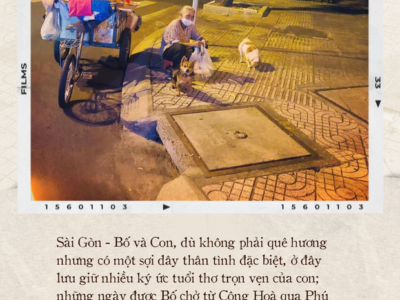 FILMS
33
15601104
15601104
Sài Gòn - Bố và Con, dù không phải quê hương
nhưng có một sợi dây thân tình đặc biệt, ở đây
lưu giữ nhiều ký ức tuổi thơ trọn vẹn của con;
những ngày được Bố chở từ Cộng Hoà qua Phú